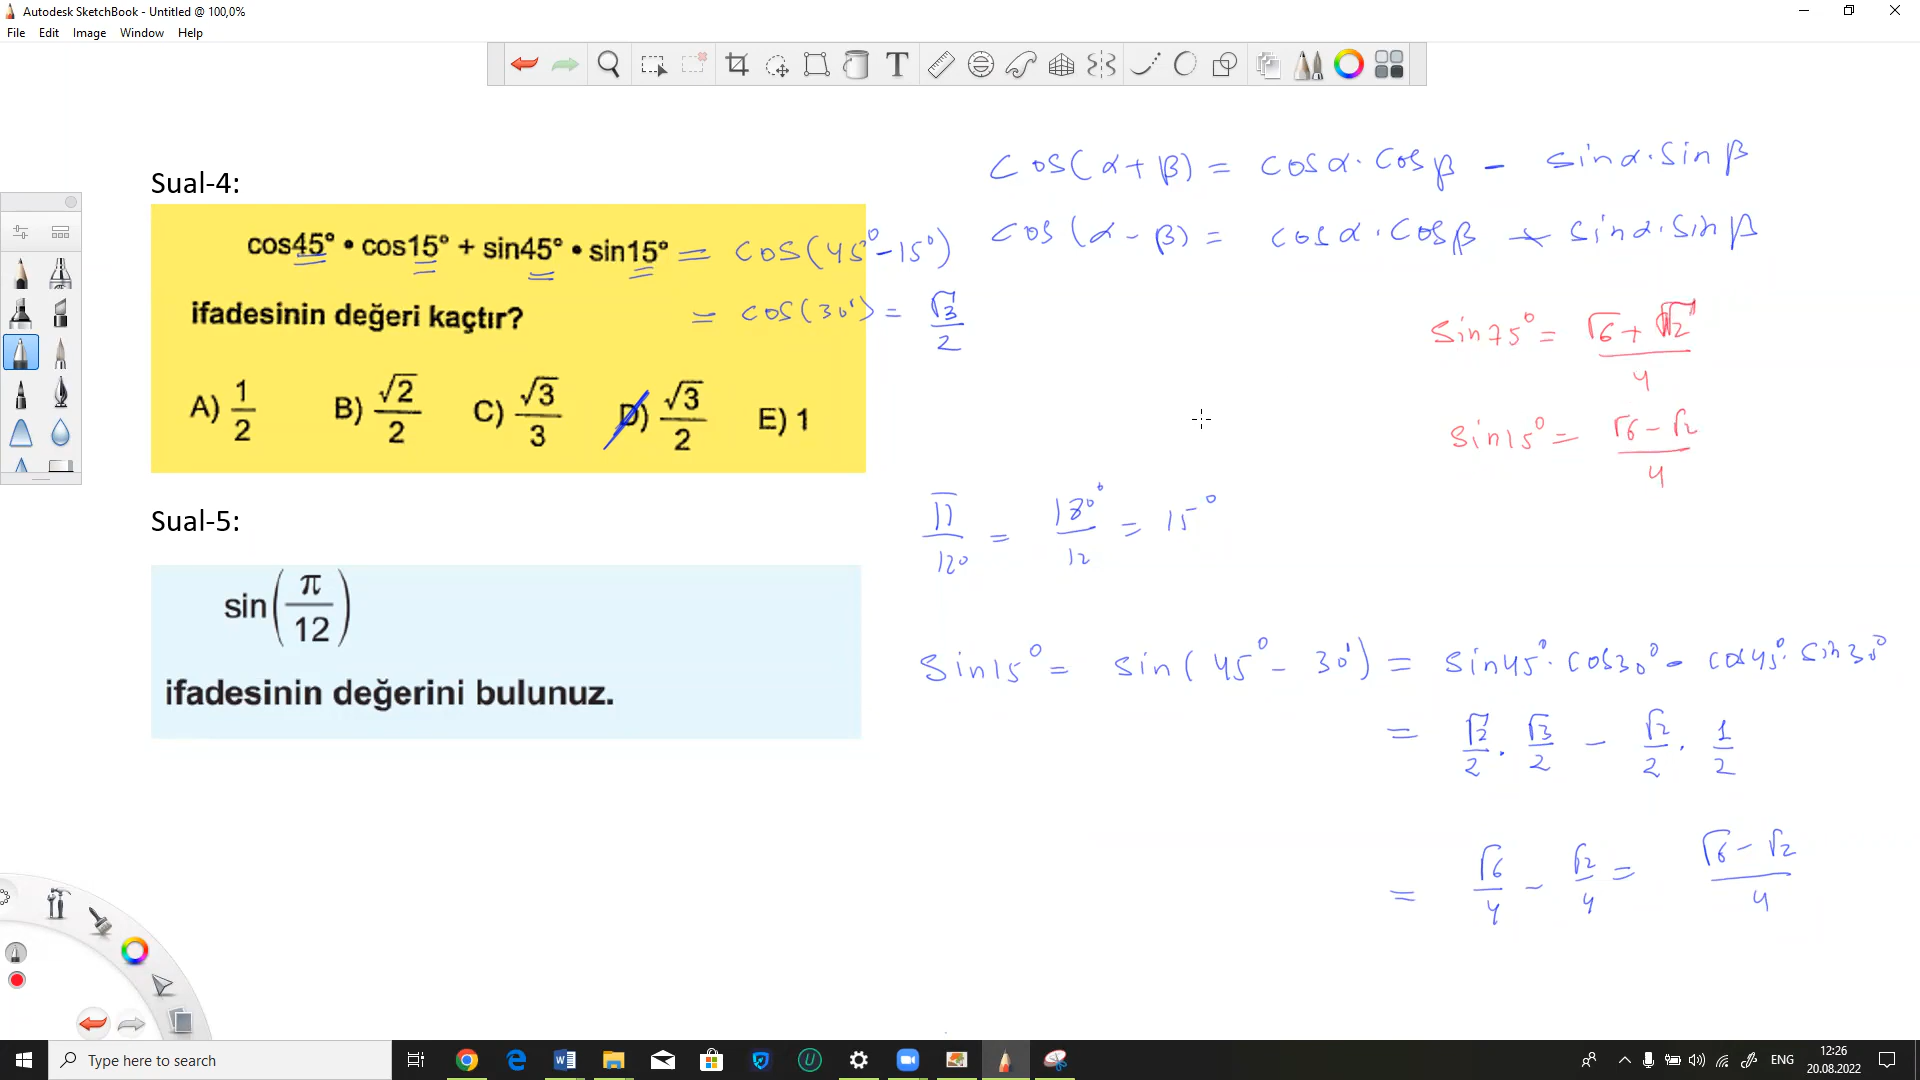 Autodesk SketchBook - Untitled @ 100,0%
File Edit Image Window Help
Sual-4:
cos45° • cos15° + sin45° • sin15° = cos(45°-15°)
ifadesinin değeri kaçtır? = cos(30°) = √3/2
A) 1/2 B) √2/2 C) √3/3 D) √3/2 E) 1
cos(α+β) = cosα·cosβ - sinα·sinβ
cos(α-β) = cosα·cosβ + sinα·sinβ
sin75° = (√6+√2)/4
sin15° = (√6-√2)/4
Sual-5:
sin(π/12)
ifadesinin değerini bulunuz.
π/120 = 180°/12 = 15°
sin15° = sin(45°-30°) = sin45°·cos30° - cos45°·sin30°
= √2/2 · √3/2 - √2/2 · 1/2
= √6/4 - √2/4 = (√6-√2)/4
Type here to search
ENG
12:26
20.08.2022